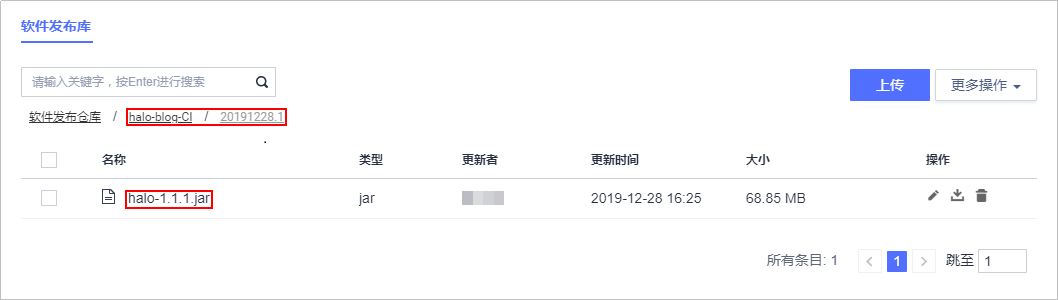 软件发布库
请输入关键字，按Enter进行搜索
上传 更多操作
软件发布仓库 / halo-blog-CI / 20191228.1
名称 类型 更新者 更新时间 大小 操作
halo-1.1.1.jar jar 2019-12-28 16:25 68.85 MB
所有条目: 1 < 1 > 跳至 1